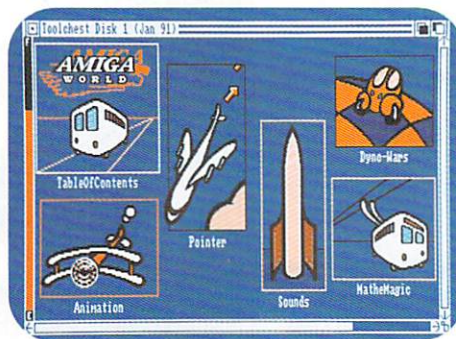 Toolchest Disk 1 (Jan 91)
AMIGA
WORLD
TableOfContents
Pointer
Dyno-Wars
Animation
Sounds
MatheMagic